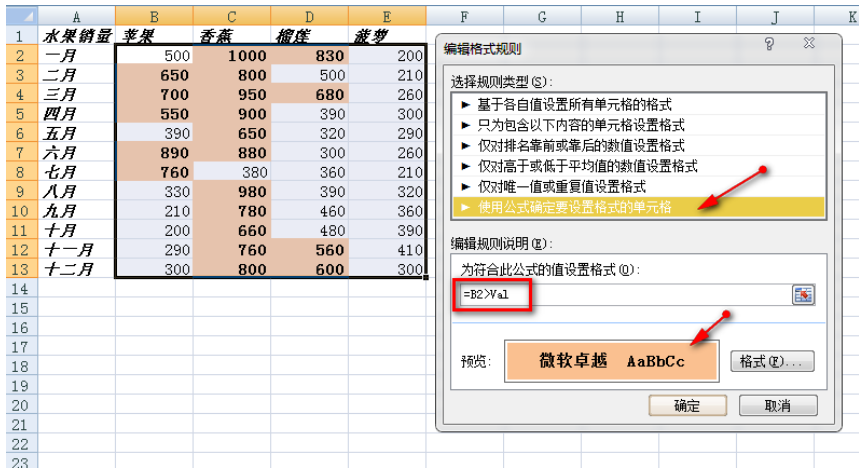 A B C D E F G H I J K
1 水果销量 苹果 香蕉 榴莲 菠萝
2 一月 500 1000 830 200
3 二月 650 800 500 210
4 三月 700 950 680 260
5 四月 550 900 390 300
6 五月 390 650 320 290
7 六月 890 880 300 260
8 七月 760 380 360 210
9 八月 330 980 390 320
10 九月 210 780 460 360
11 十月 200 660 480 390
12 十一月 290 760 560 410
13 十二月 300 800 600 300
14
15
16
17
18
19
20
21
22
23
编辑格式规则
选择规则类型(S):
► 基于各自值设置所有单元格的格式
► 只为包含以下内容的单元格设置格式
► 仅对排名靠前或靠后的数值设置格式
► 仅对高于或低于平均值的数值设置格式
► 仅对唯一值或重复值设置格式
► 使用公式确定要设置格式的单元格
编辑规则说明(E):
为符合此公式的值设置格式(O):
=B2>Val
预览: 微软卓越 AaBbCc 格式(F)...
确定 取消